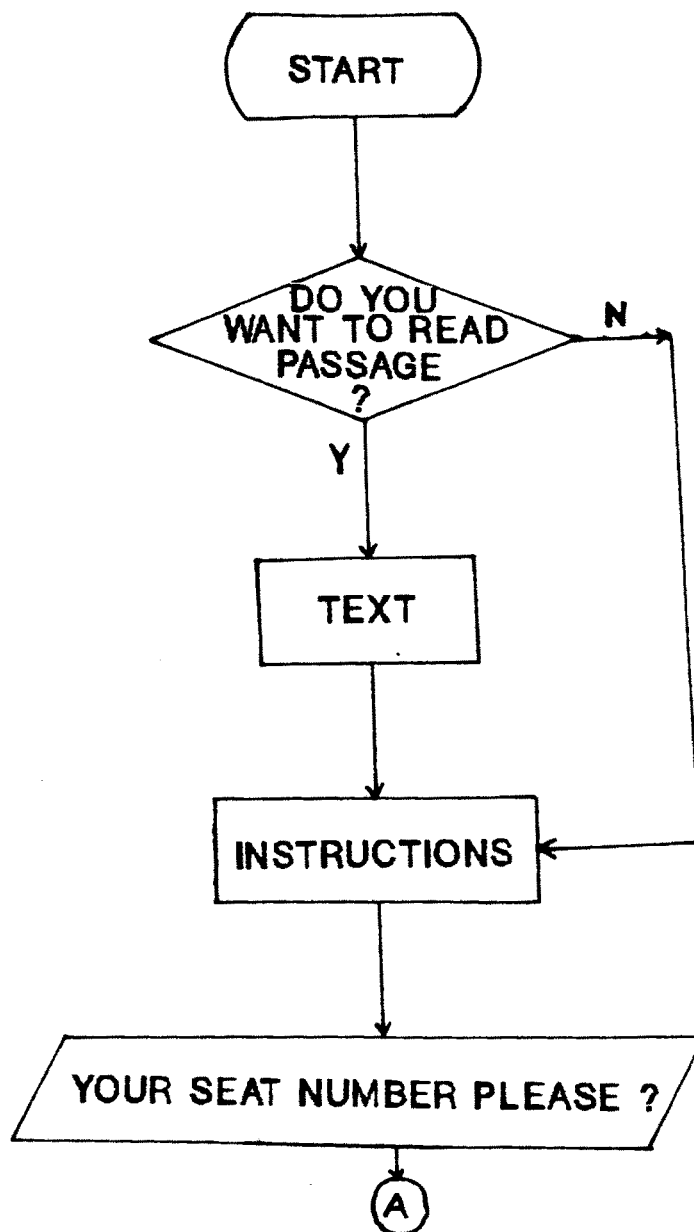 START
DO YOU
WANT TO READ
PASSAGE
?
N
Y
TEXT
INSTRUCTIONS
YOUR SEAT NUMBER PLEASE ?
A